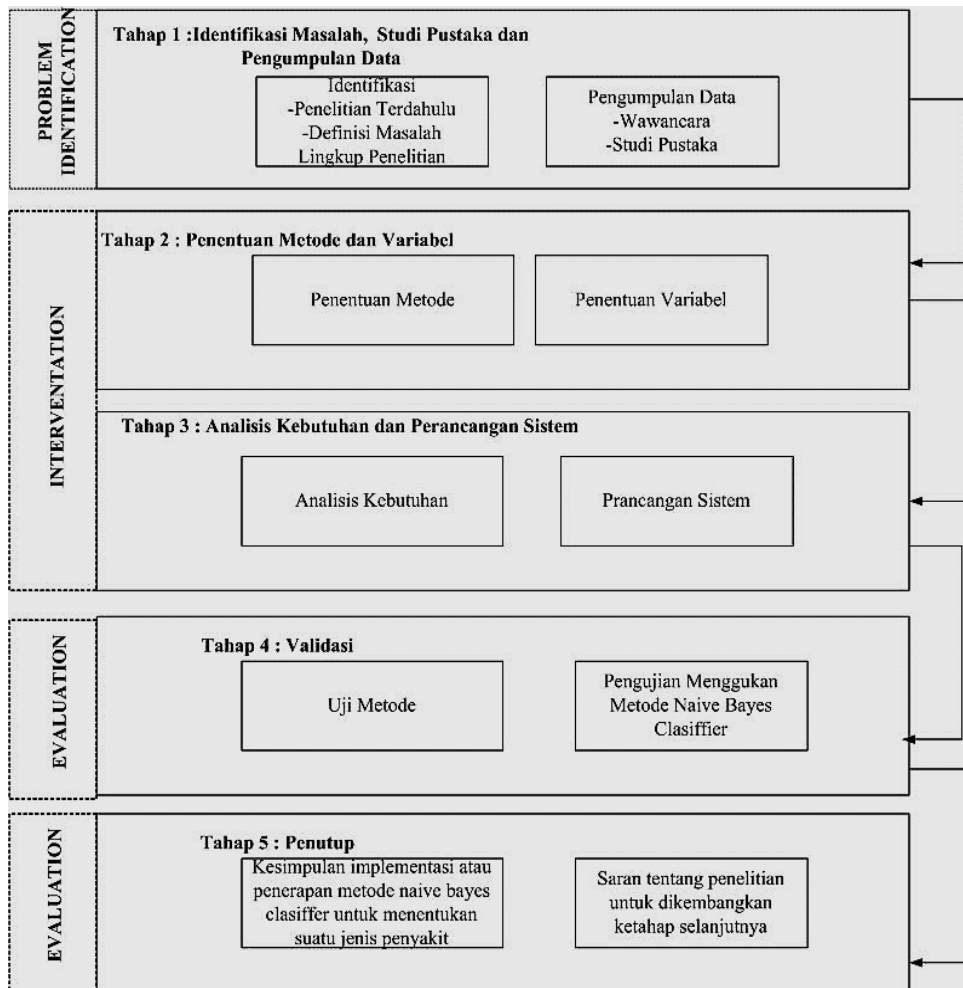 PROBLEM
IDENTIFICATION
Tahap 1 :Identifikasi Masalah, Studi Pustaka dan
Pengumpulan Data
Identifikasi
-Penelitian Terdahulu
-Definisi Masalah
Lingkup Penelitian
Pengumpulan Data
-Wawancara
-Studi Pustaka
INTERVENTATION
Tahap 2 : Penentuan Metode dan Variabel
Penentuan Metode
Penentuan Variabel
Tahap 3 : Analisis Kebutuhan dan Perancangan Sistem
Analisis Kebutuhan
Prancangan Sistem
EVALUATION
Tahap 4 : Validasi
Uji Metode
Pengujian Menggukan
Metode Naive Bayes
Clasiffier
EVALUATION
Tahap 5 : Penutup
Kesimpulan implementasi atau
penerapan metode naive bayes
clasiffer untuk menentukan
suatu jenis penyakit
Saran tentang penelitian
untuk dikembangkan
ketahap selanjutnya